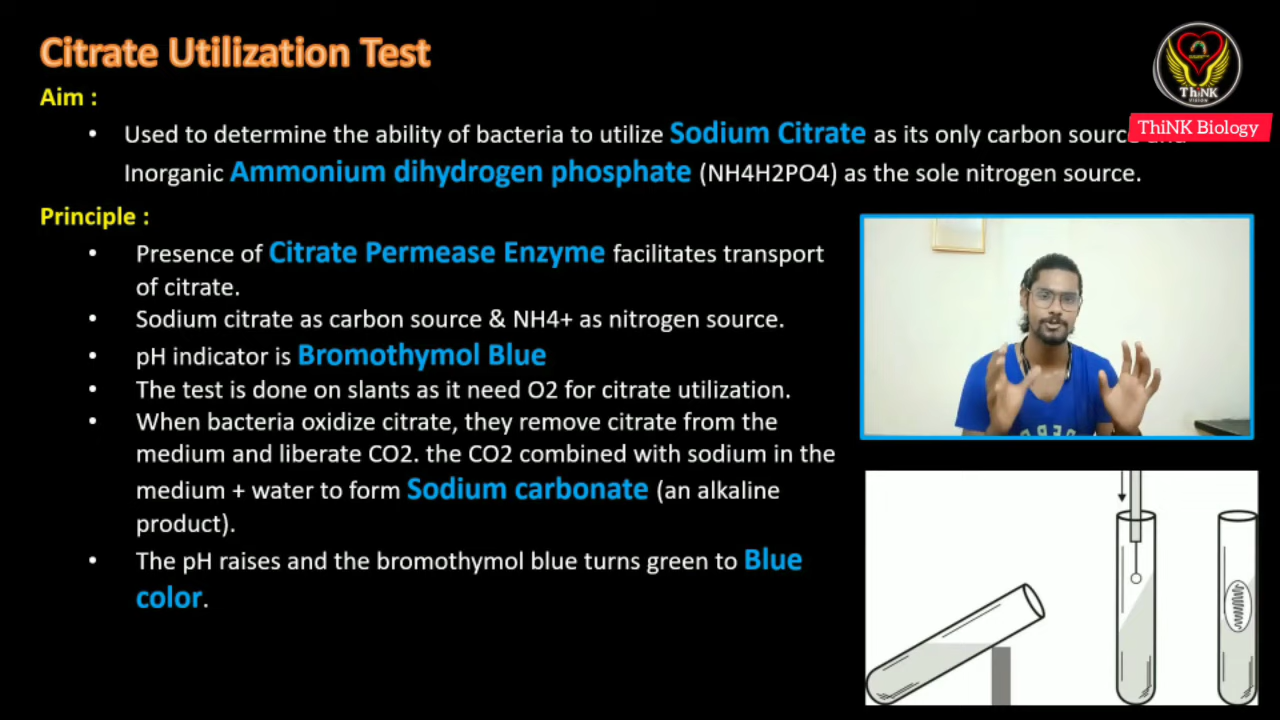 Citrate Utilization Test
Aim :
• Used to determine the ability of bacteria to utilize Sodium Citrate as its only carbon source and
Inorganic Ammonium dihydrogen phosphate (NH4H2PO4) as the sole nitrogen source.
ThiNK
VISION
ThiNK Biology
Principle :
• Presence of Citrate Permease Enzyme facilitates transport
of citrate.
• Sodium citrate as carbon source & NH4+ as nitrogen source.
• pH indicator is Bromothymol Blue
• The test is done on slants as it need O2 for citrate utilization.
• When bacteria oxidize citrate, they remove citrate from the
medium and liberate CO2. the CO2 combined with sodium in the
medium + water to form Sodium carbonate (an alkaline
product).
• The pH raises and the bromothymol blue turns green to Blue
color.